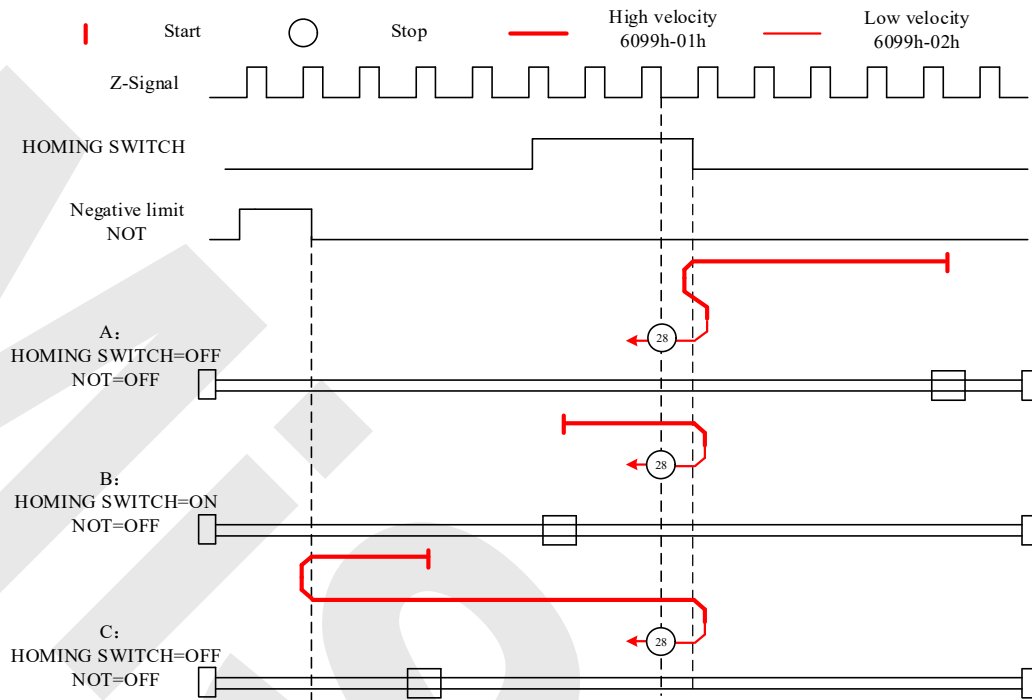 Start
Stop
High velocity
6099h-01h
Low velocity
6099h-02h
Z-Signal
HOMING SWITCH
Negative limit
NOT
28
A：
HOMING SWITCH=OFF
NOT=OFF
28
B：
HOMING SWITCH=ON
NOT=OFF
28
C：
HOMING SWITCH=OFF
NOT=OFF